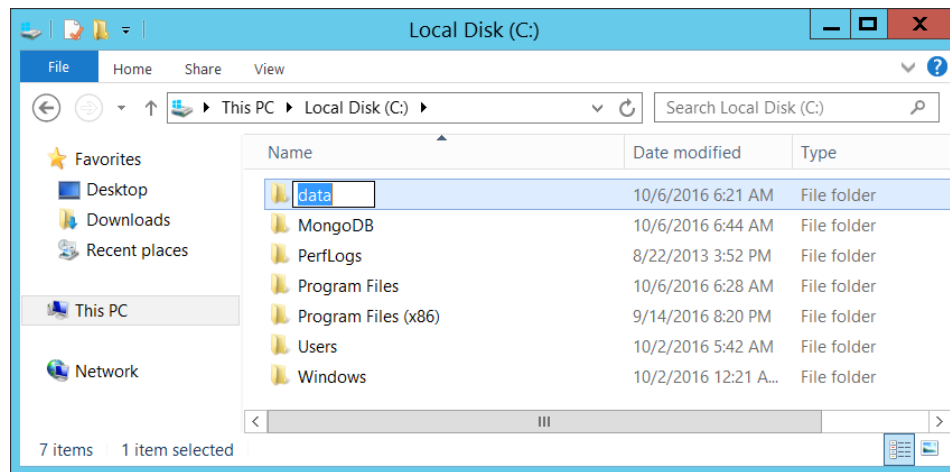 Local Disk (C:)
File Home Share View
This PC Local Disk (C:) Search Local Disk (C:)
Name Date modified Type
Favorites
Desktop
Downloads
Recent places
This PC
Network
data 10/6/2016 6:21 AM File folder
MongoDB 10/6/2016 6:44 AM File folder
PerfLogs 8/22/2013 3:52 PM File folder
Program Files 10/6/2016 6:28 AM File folder
Program Files (x86) 9/14/2016 8:20 PM File folder
Users 10/2/2016 5:42 AM File folder
Windows 10/2/2016 12:21 A... File folder
7 items 1 item selected